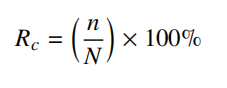 R_c = (n/N) × 100%